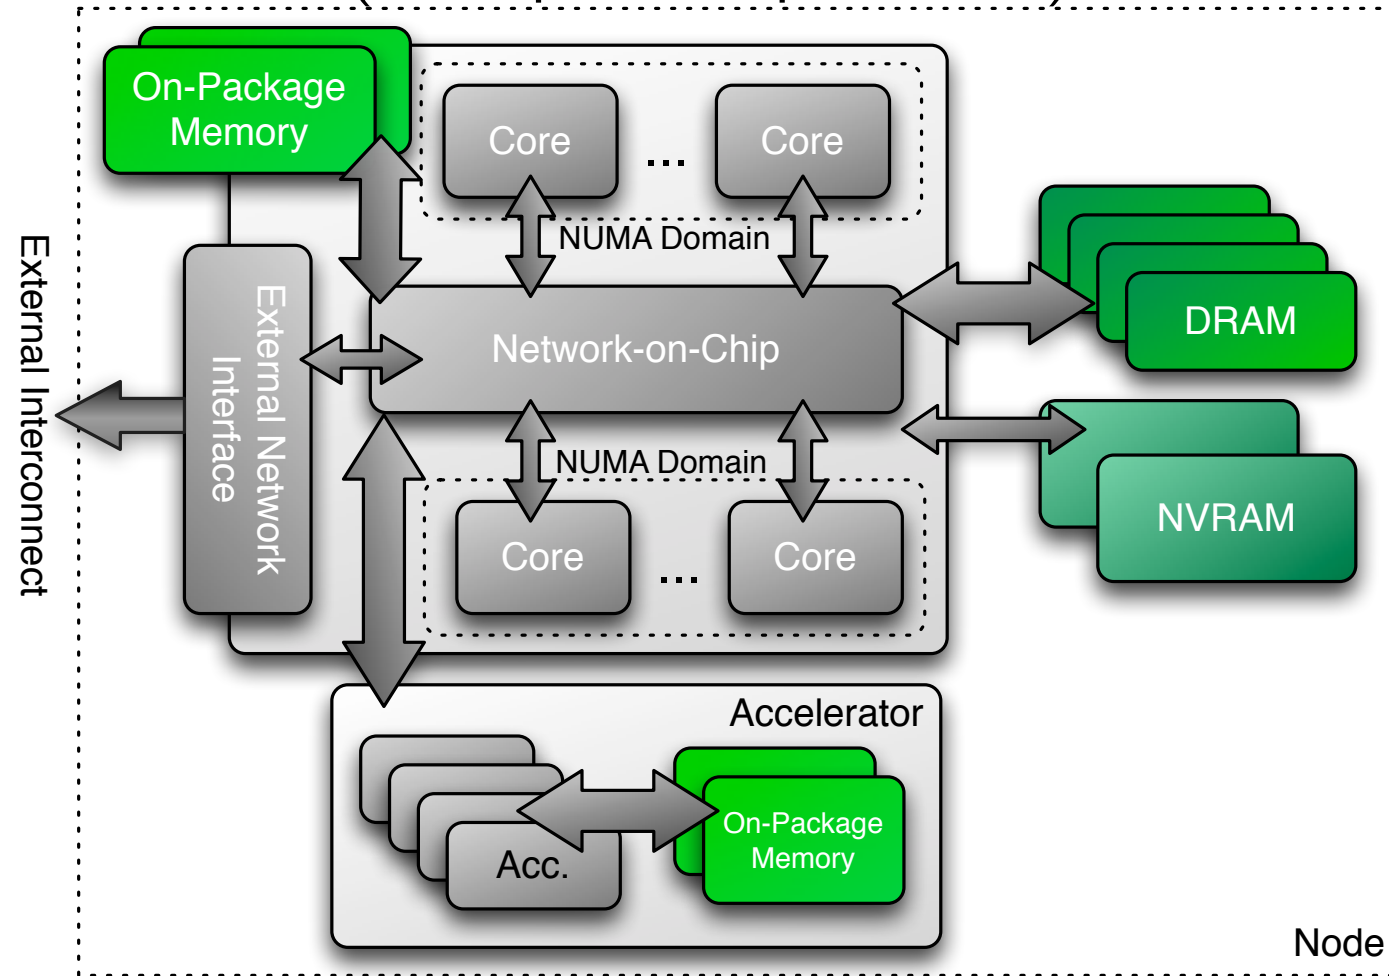 On-Package
Memory
Core
...
Core
NUMA Domain
External Interconnect
External Network
Interface
Network-on-Chip
DRAM
NUMA Domain
NVRAM
Core
...
Core
Accelerator
Acc.
On-Package
Memory
Node